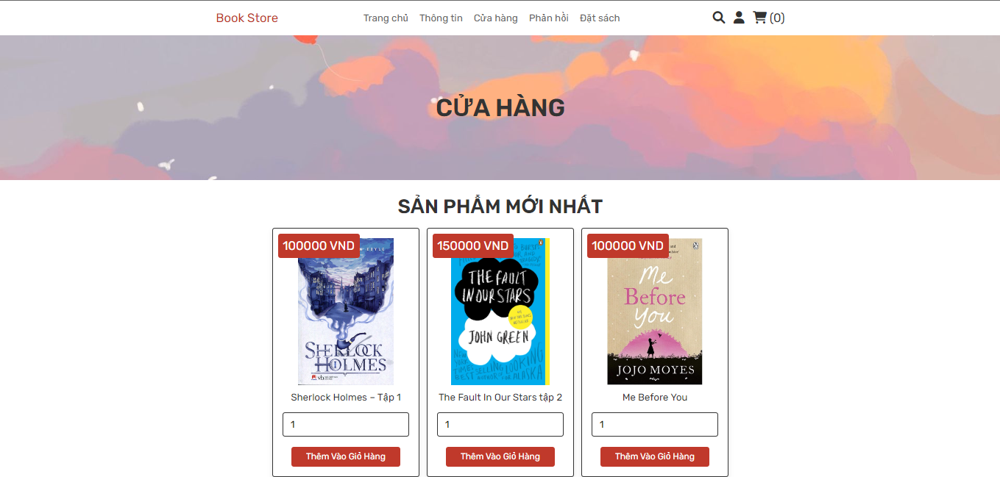 Book Store
Trang chủ Thông tin Cửa hàng Phản hồi Đặt sách
(0)
CỬA HÀNG
SẢN PHẨM MỚI NHẤT
100000 VND
SHERLOCK
HOLMES
Sherlock Holmes – Tập 1
1
Thêm Vào Giỏ Hàng
150000 VND
THE FAULT
IN OUR STARS
JOHN GREEN
The Fault In Our Stars tập 2
1
Thêm Vào Giỏ Hàng
100000 VND
Me
Before
You
JOJO MOYES
Me Before You
1
Thêm Vào Giỏ Hàng